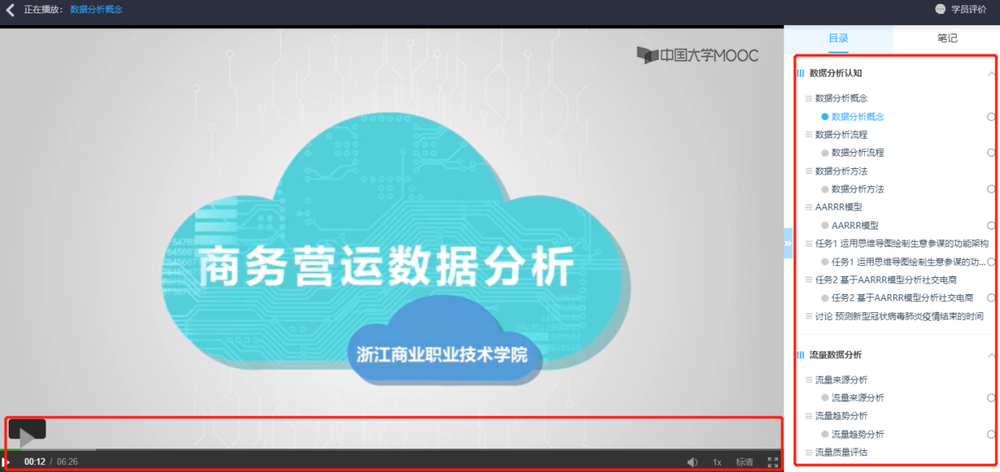 正在播放： 数据分析概念
学员评价
中国大学MOOC
商务营运数据分析
浙江商业职业技术学院
00:12 / 06:26
1x
标清
目录
笔记
数据分析认知
数据分析概念
数据分析概念
数据分析流程
数据分析流程
数据分析方法
数据分析方法
AARRR模型
AARRR模型
任务1 运用思维导图绘制生意参谋的功能架构
任务1 运用思维导图绘制生意参谋的功...
任务2 基于AARRR模型分析社交电商
任务2 基于AARRR模型分析社交电商
讨论 预测新型冠状病毒肺炎疫情结束的时间
流量数据分析
流量来源分析
流量来源分析
流量趋势分析
流量趋势分析
流量质量评估